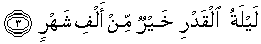 لَيْلَةُ ٱلْقَدْرِ خَيْرٌ مِّنْ أَلْفِ شَهْرٍ ۝٣